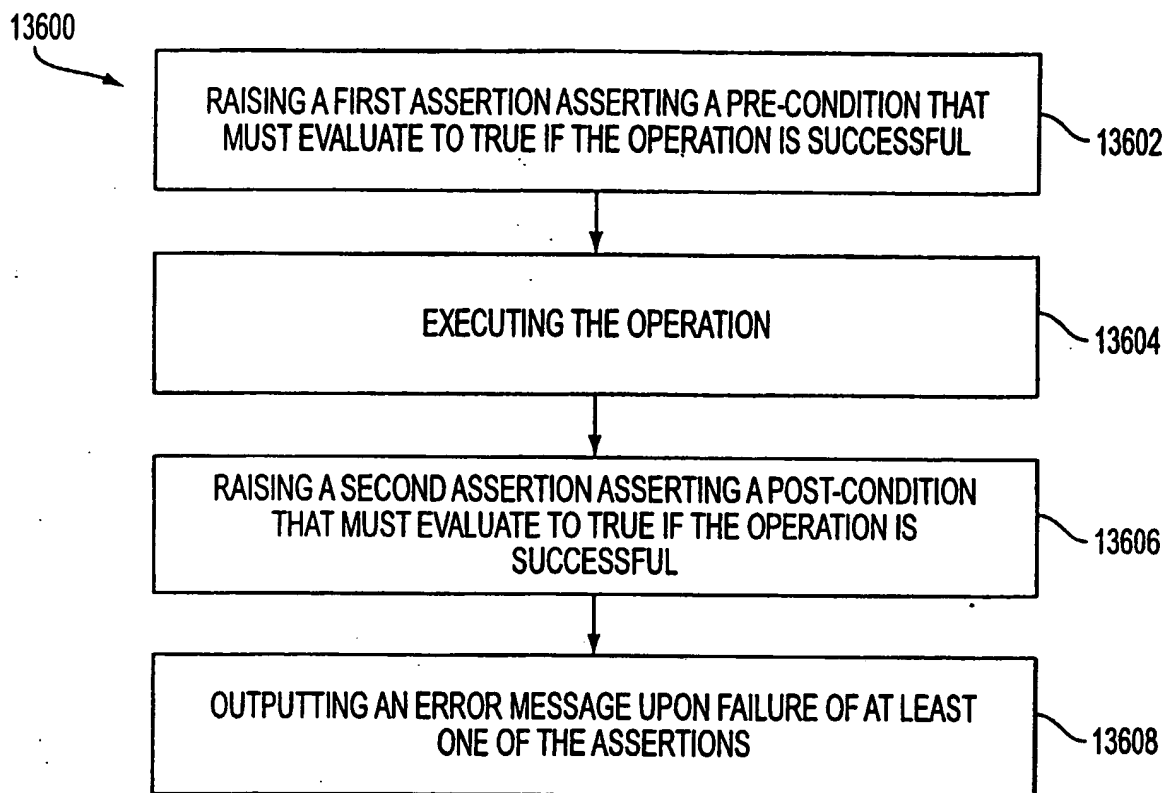 13600
RAISING A FIRST ASSERTION ASSERTING A PRE-CONDITION THAT
MUST EVALUATE TO TRUE IF THE OPERATION IS SUCCESSFUL
13602
EXECUTING THE OPERATION
13604
RAISING A SECOND ASSERTION ASSERTING A POST-CONDITION
THAT MUST EVALUATE TO TRUE IF THE OPERATION IS
SUCCESSFUL
13606
OUTPUTTING AN ERROR MESSAGE UPON FAILURE OF AT LEAST
ONE OF THE ASSERTIONS
13608